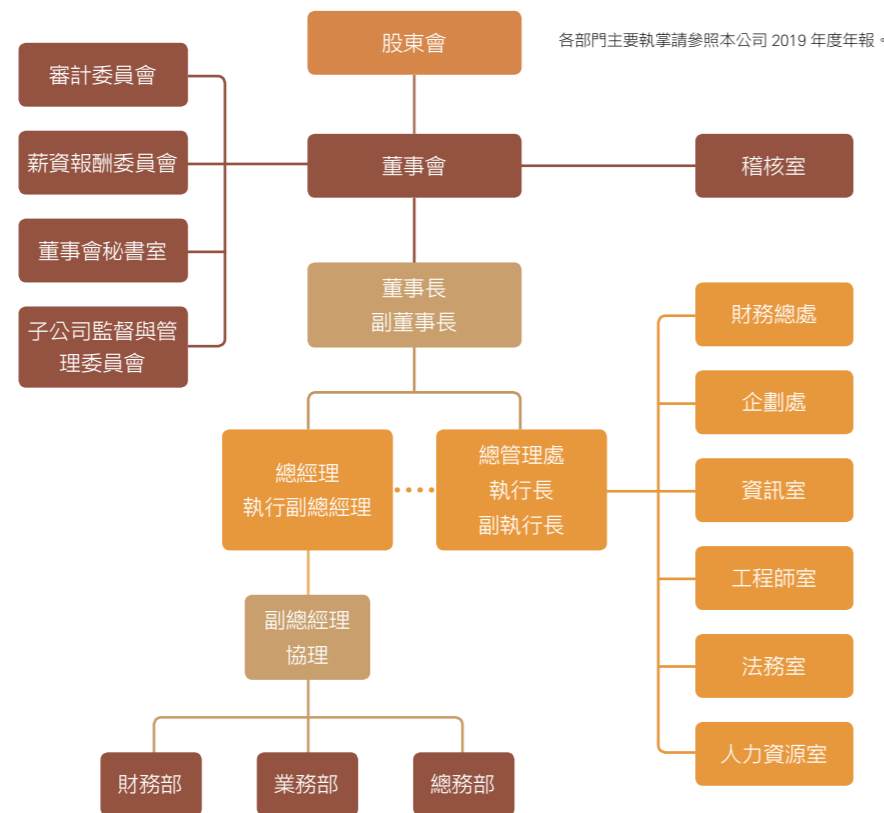 股東會
各部門主要執掌請參照本公司 2019 年度年報。
審計委員會
薪資報酬委員會
董事會
稽核室
董事會秘書室
子公司監督與管
理委員會
董事長
副董事長
財務總處
企劃處
總經理
執行副總經理
總管理處
執行長
副執行長
資訊室
工程師室
副總經理
協理
法務室
人力資源室
財務部
業務部
總務部